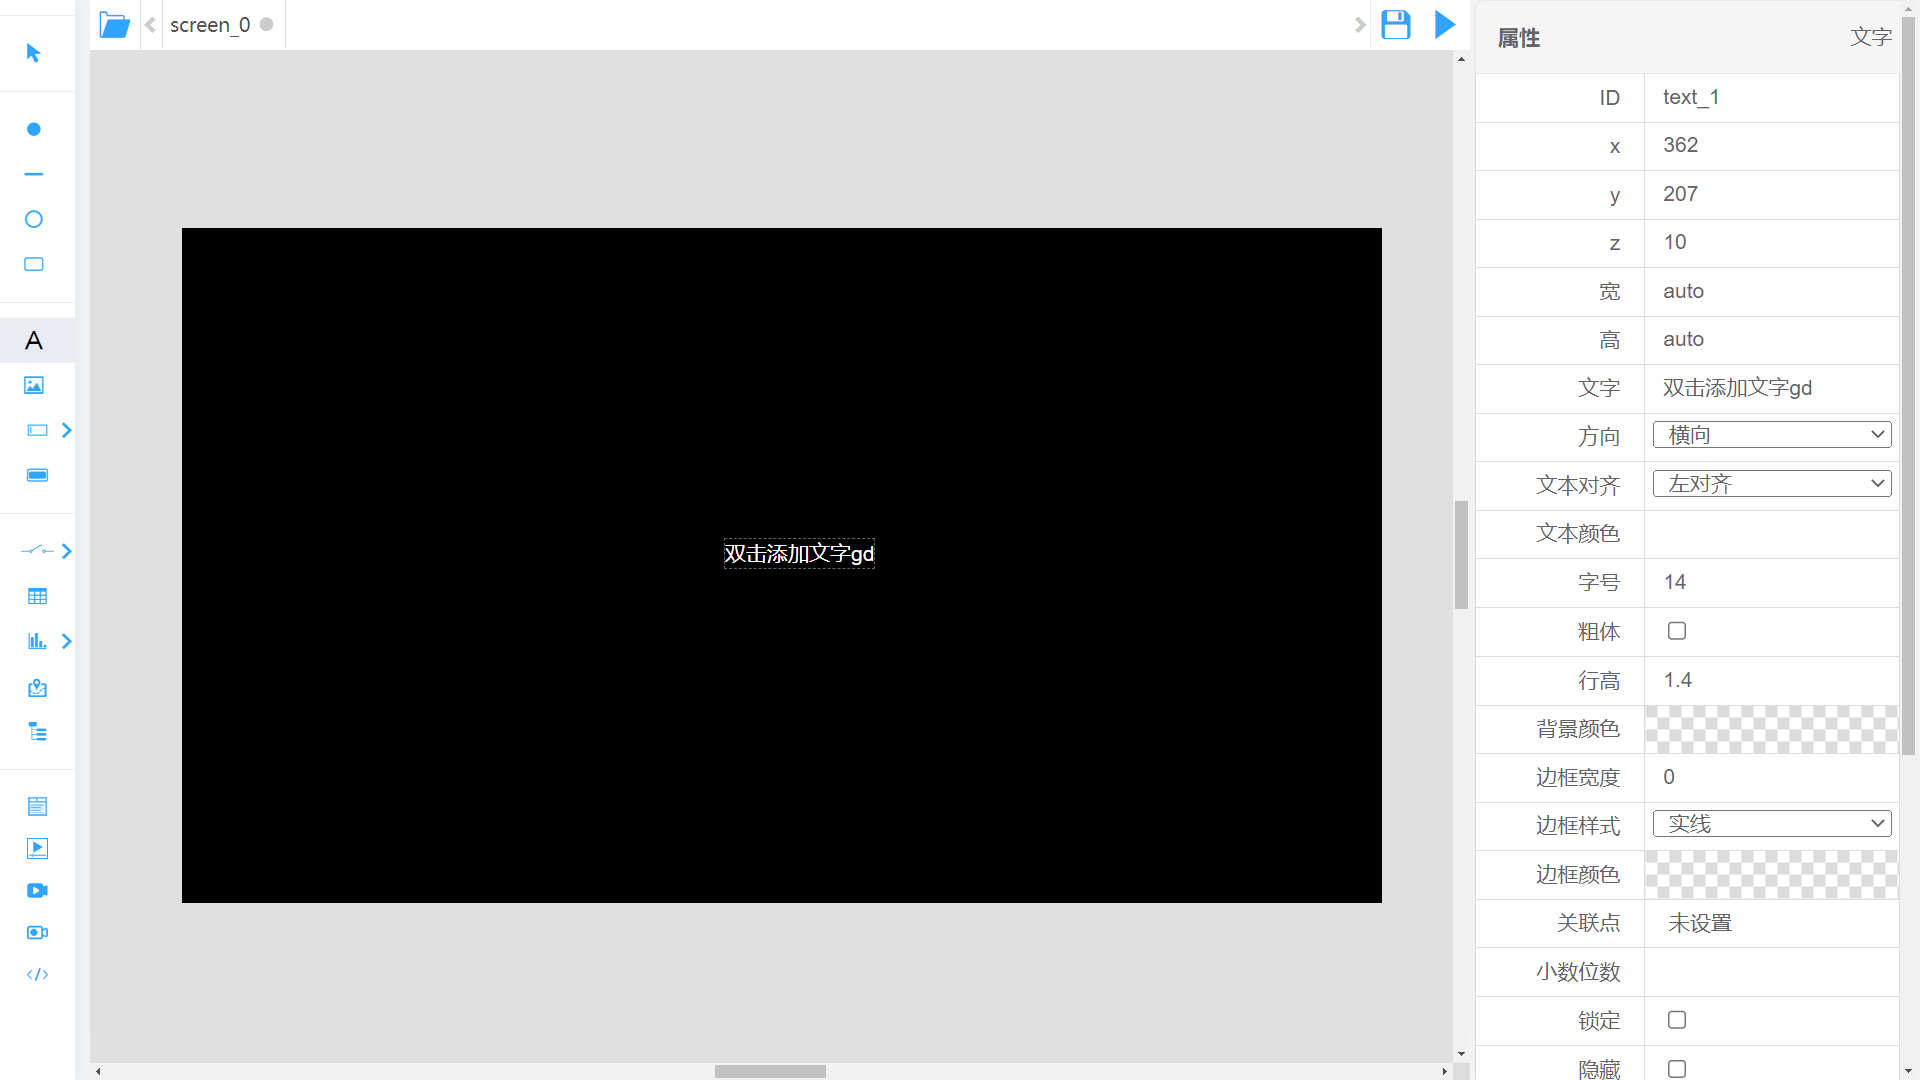 screen_0
A
双击添加文字gd
属性 文字
ID text_1
x 362
y 207
z 10
宽 auto
高 auto
文字 双击添加文字gd
方向 横向
文本对齐 左对齐
文本颜色
字号 14
粗体
行高 1.4
背景颜色
边框宽度 0
边框样式 实线
边框颜色
关联点 未设置
小数位数
锁定
隐藏